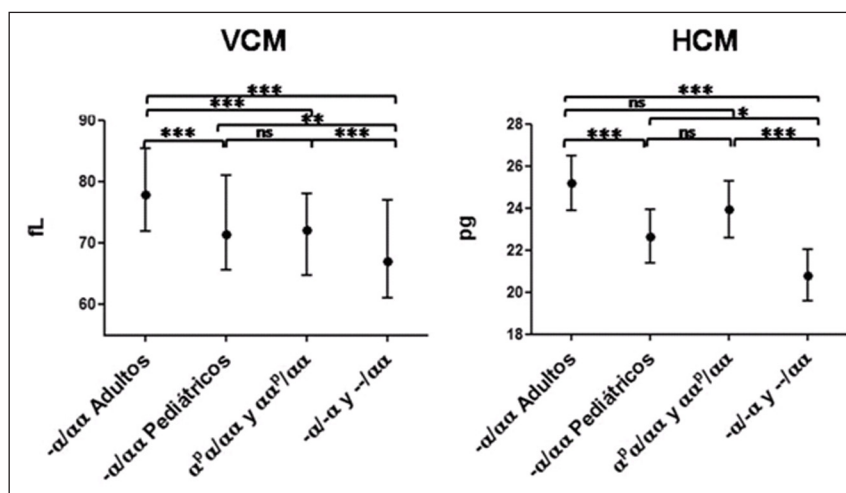 VCM
***
***
**
***
ns
***
90
80
70
60
fL
-α/αα Adultos
-α/αα Pediátricos
αᵖα/αα y ααᵖ/αα
-α/-α y --/αα
HCM
***
ns
*
***
ns
***
28
26
24
22
20
18
pg
-α/αα Adultos
-α/αα Pediátricos
αᵖα/αα y ααᵖ/αα
-α/-α y --/αα